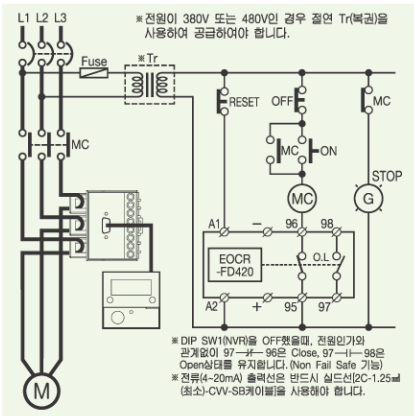 L1 L2 L3
※전원이 380V 또는 480V인 경우 절연 Tr(복권)을
사용하여 공급하여야 합니다.
Fuse
※Tr
RESET
OFF
MC
MC
MC
ON
STOP
MC
G
A1
−
96
98
EOCR
-FD420
O.L
A2
+
95
97
M
※DIP SW1(NVR)을 OFF했을때, 전원인가와
관계없이 97 96은 Close, 97 98은
Open상태를 유지합니다. (Non Fail Safe 기능)
※전류(4~20mA) 출력선은 반드시 실드선[2C-1.25㎟
(최소)-CVV-SB케이블]을 사용해야 합니다.